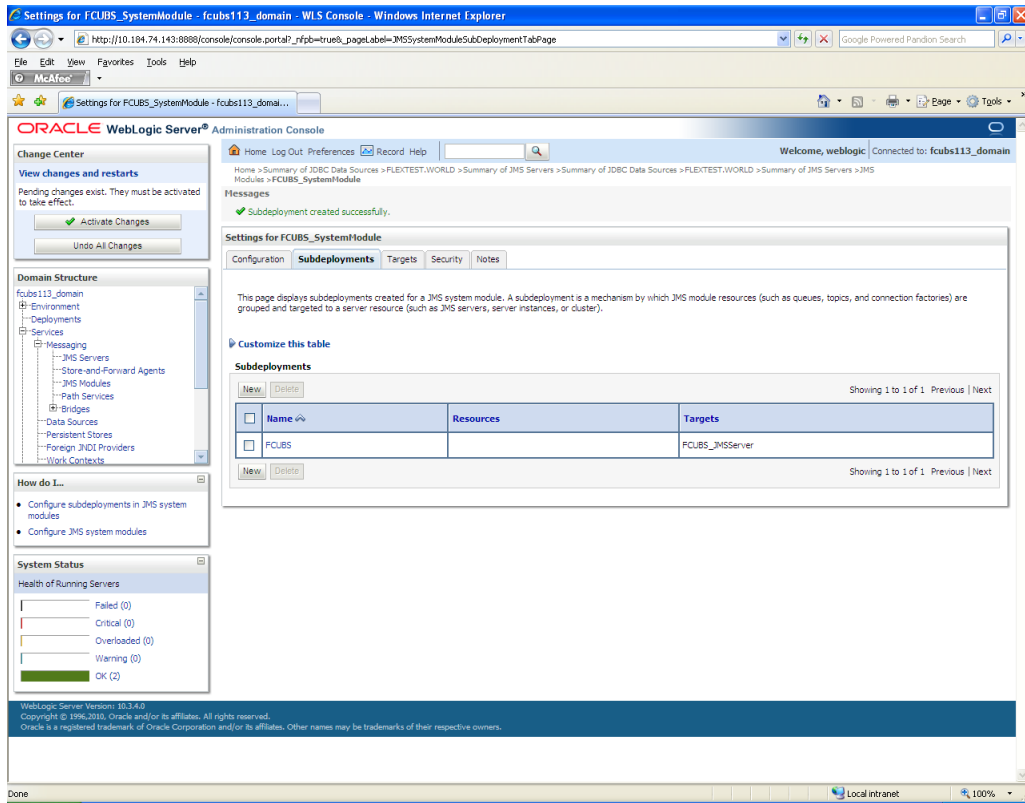 Settings for FCUBS_SystemModule - fcubs113_domain - WLS Console - Windows Internet Explorer
http://10.184.74.143:8888/console/console.portal?_nfpb=true&_pageLabel=JMSSystemModuleSubDeploymentTabPage
Google Powered Pandion Search
File Edit View Favorites Tools Help
McAfee
Settings for FCUBS_SystemModule - fcubs113_domai...
Page Tools
ORACLE WebLogic Server® Administration Console
Change Center
View changes and restarts
Pending changes exist. They must be activated
to take effect.
Activate Changes
Undo All Changes
Domain Structure
fcubs113_domain
Environment
Deployments
Services
Messaging
JMS Servers
Store-and-Forward Agents
JMS Modules
Path Services
Bridges
Data Sources
Persistent Stores
Foreign JNDI Providers
Work Contexts
How do I...
Configure subdeployments in JMS system
modules
Configure JMS system modules
System Status
Health of Running Servers
Failed (0)
Critical (0)
Overloaded (0)
Warning (0)
OK (2)
Home Log Out Preferences Record Help
Welcome, weblogic Connected to: fcubs113_domain
Home >Summary of JDBC Data Sources >FLEXTEST.WORLD >Summary of JMS Servers >Summary of JDBC Data Sources >FLEXTEST.WORLD >Summary of JMS Servers >JMS
Modules >FCUBS_SystemModule
Messages
Subdeployment created successfully.
Settings for FCUBS_SystemModule
Configuration Subdeployments Targets Security Notes
This page displays subdeployments created for a JMS system module. A subdeployment is a mechanism by which JMS module resources (such as queues, topics, and connection factories) are
grouped and targeted to a server resource (such as JMS servers, server instances, or cluster).
Customize this table
Subdeployments
New Delete Showing 1 to 1 of 1 Previous | Next
Name Resources Targets
FCUBS FCUBS_JMSServer
New Delete Showing 1 to 1 of 1 Previous | Next
WebLogic Server Version: 10.3.4.0
Copyright © 1996,2010, Oracle and/or its affiliates. All rights reserved.
Oracle is a registered trademark of Oracle Corporation and/or its affiliates. Other names may be trademarks of their respective owners.
Done Local intranet 100%